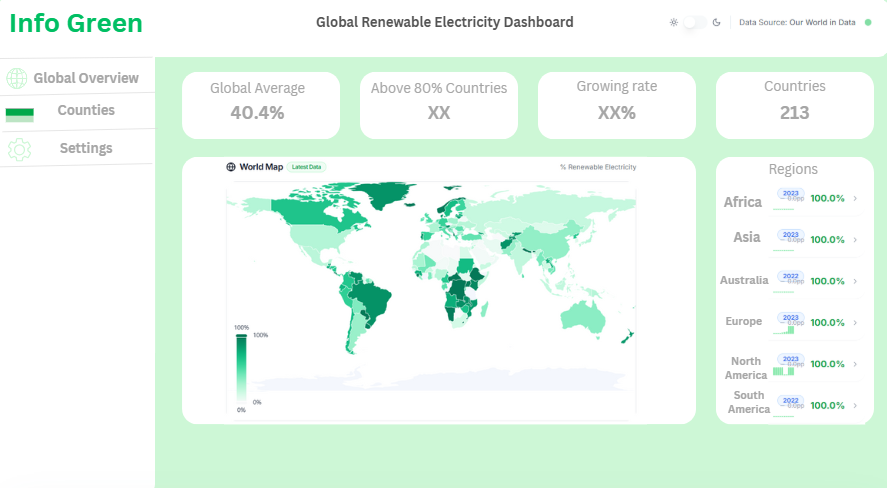 Info Green
Global Renewable Electricity Dashboard
Data Source: Our World in Data
Global Overview
Counties
Settings
Global Average
40.4%
Above 80% Countries
XX
Growing rate
XX%
Countries
213
World Map
Latest Data
% Renewable Electricity
100%
100%
0%
0%
Regions
Africa
2023
0.0pp
100.0%
Asia
2023
0.0pp
100.0%
Australia
2022
0.0pp
100.0%
Europe
2023
0.0pp
100.0%
North
America
2023
0.0pp
100.0%
South
America
2022
0.0pp
100.0%